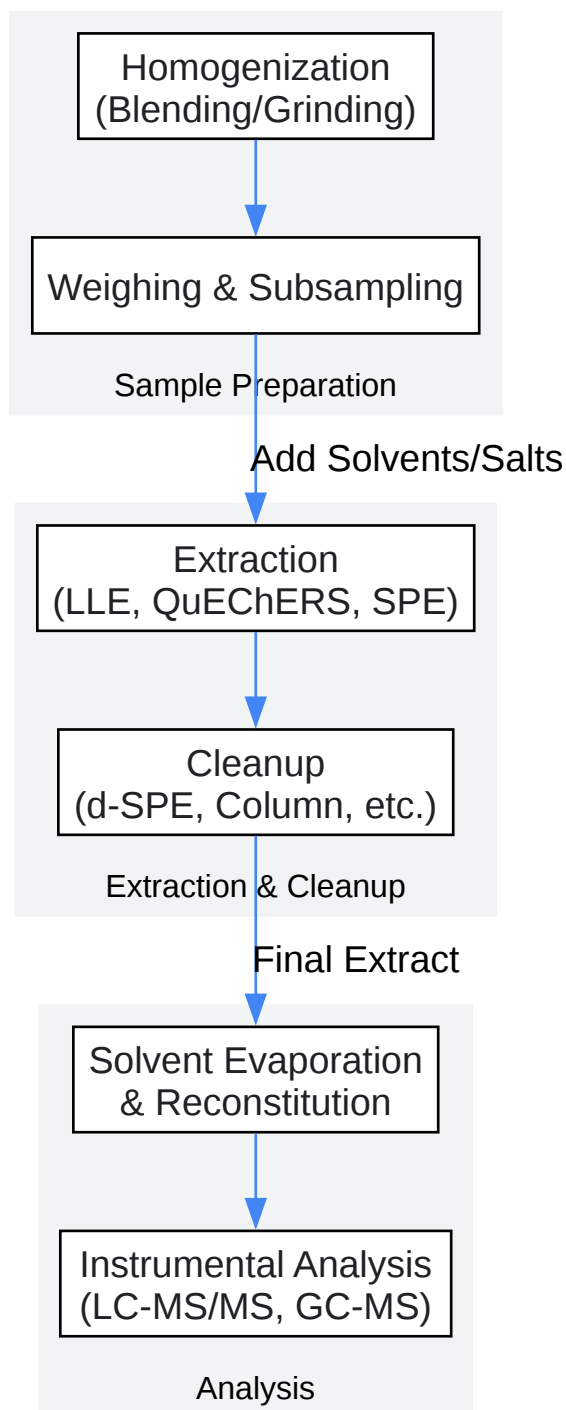 Homogenization
(Blending/Grinding)
Weighing & Subsampling
Sample Preparation
Add Solvents/Salts
Extraction
(LLE, QuEChERS, SPE)
Cleanup
(d-SPE, Column, etc.)
Extraction & Cleanup
Final Extract
Solvent Evaporation
& Reconstitution
Instrumental Analysis
(LC-MS/MS, GC-MS)
Analysis